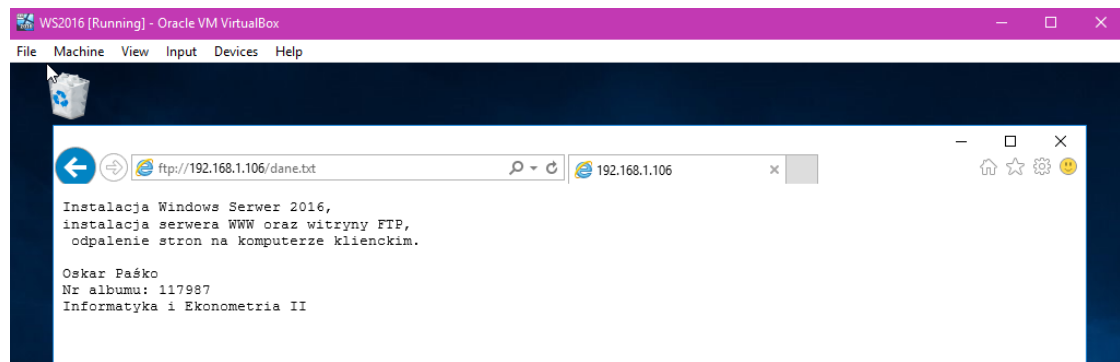 WS2016 [Running] - Oracle VM VirtualBox
File Machine View Input Devices Help
ftp://192.168.1.106/dane.txt
192.168.1.106
Instalacja Windows Serwer 2016,
instalacja serwera WWW oraz witryny FTP,
odpalenie stron na komputerze klienckim.
Oskar Paśko
Nr albumu: 117987
Informatyka i Ekonometria II